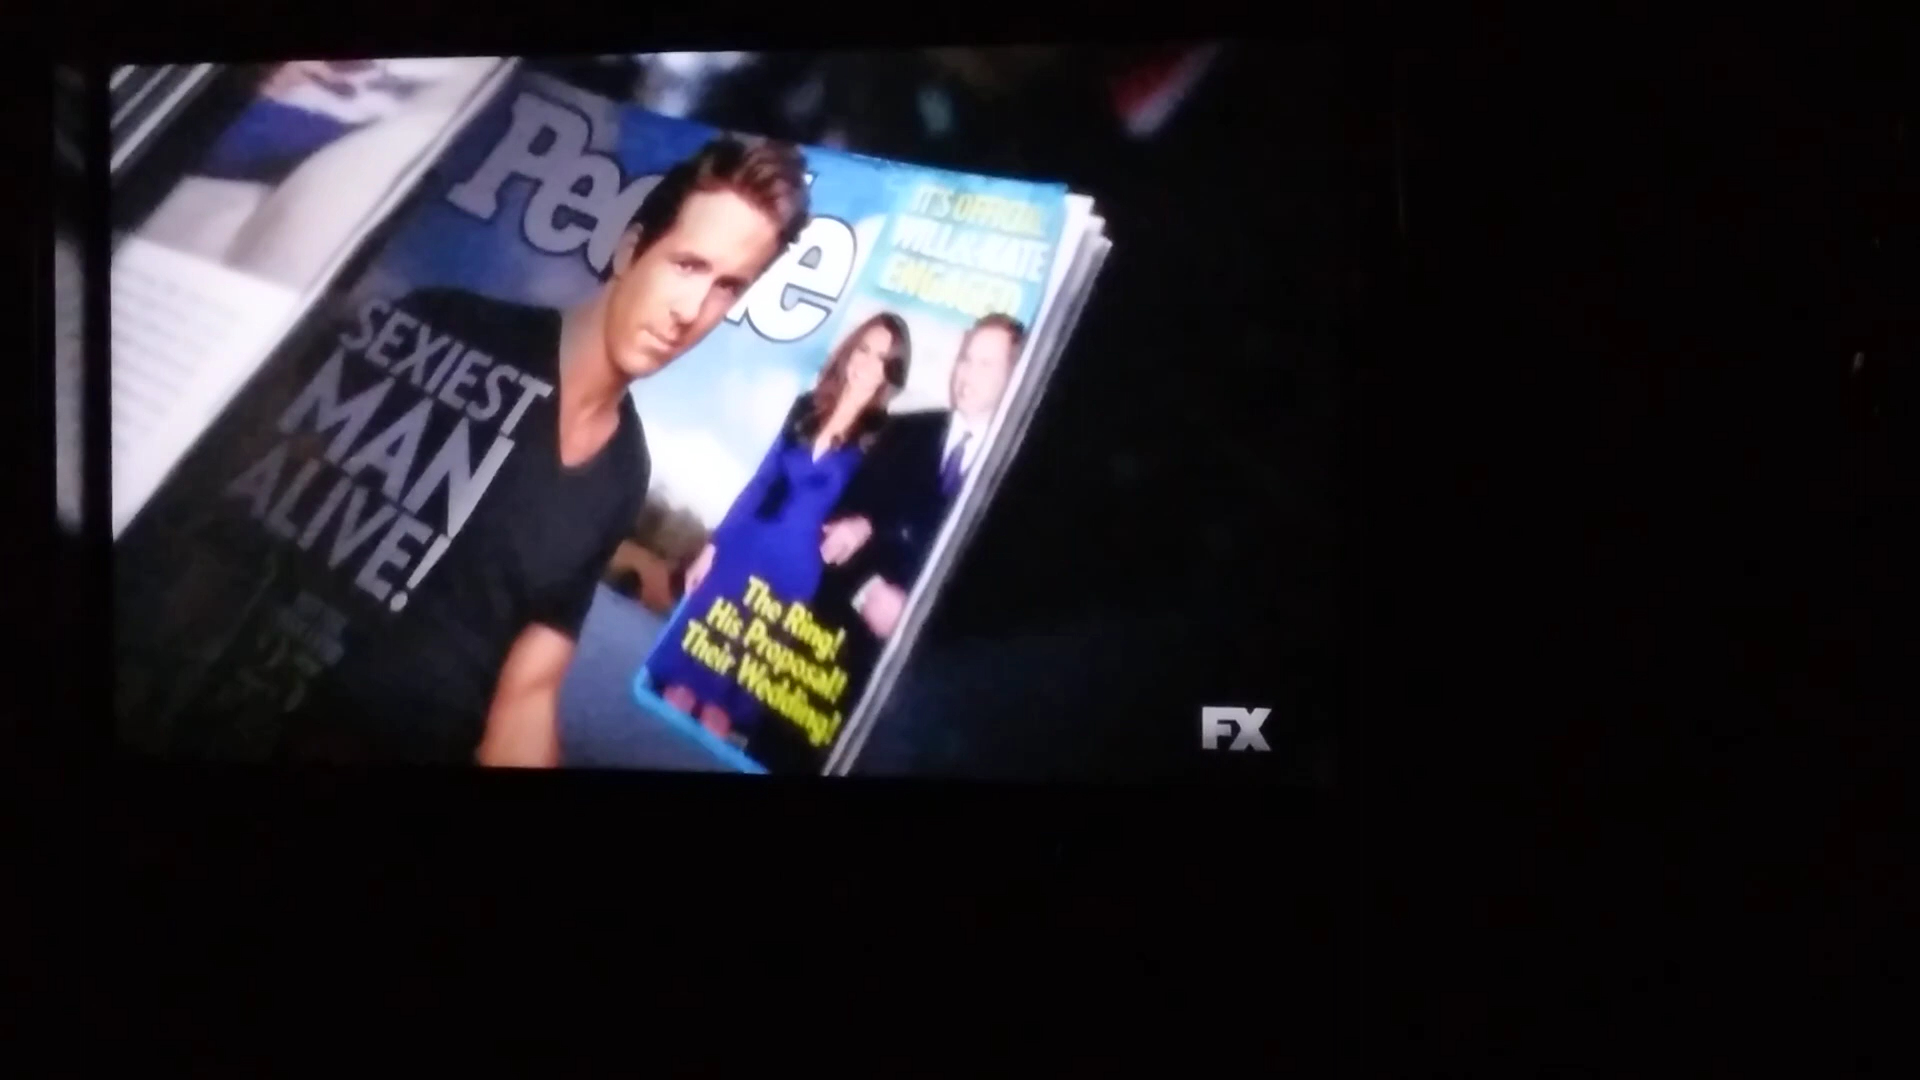 People
SEXIEST
MAN
ALIVE!
IT'S OFFICIAL
WILL & KATE
ENGAGED
The Ring!
His Proposal!
Their Wedding!
FX